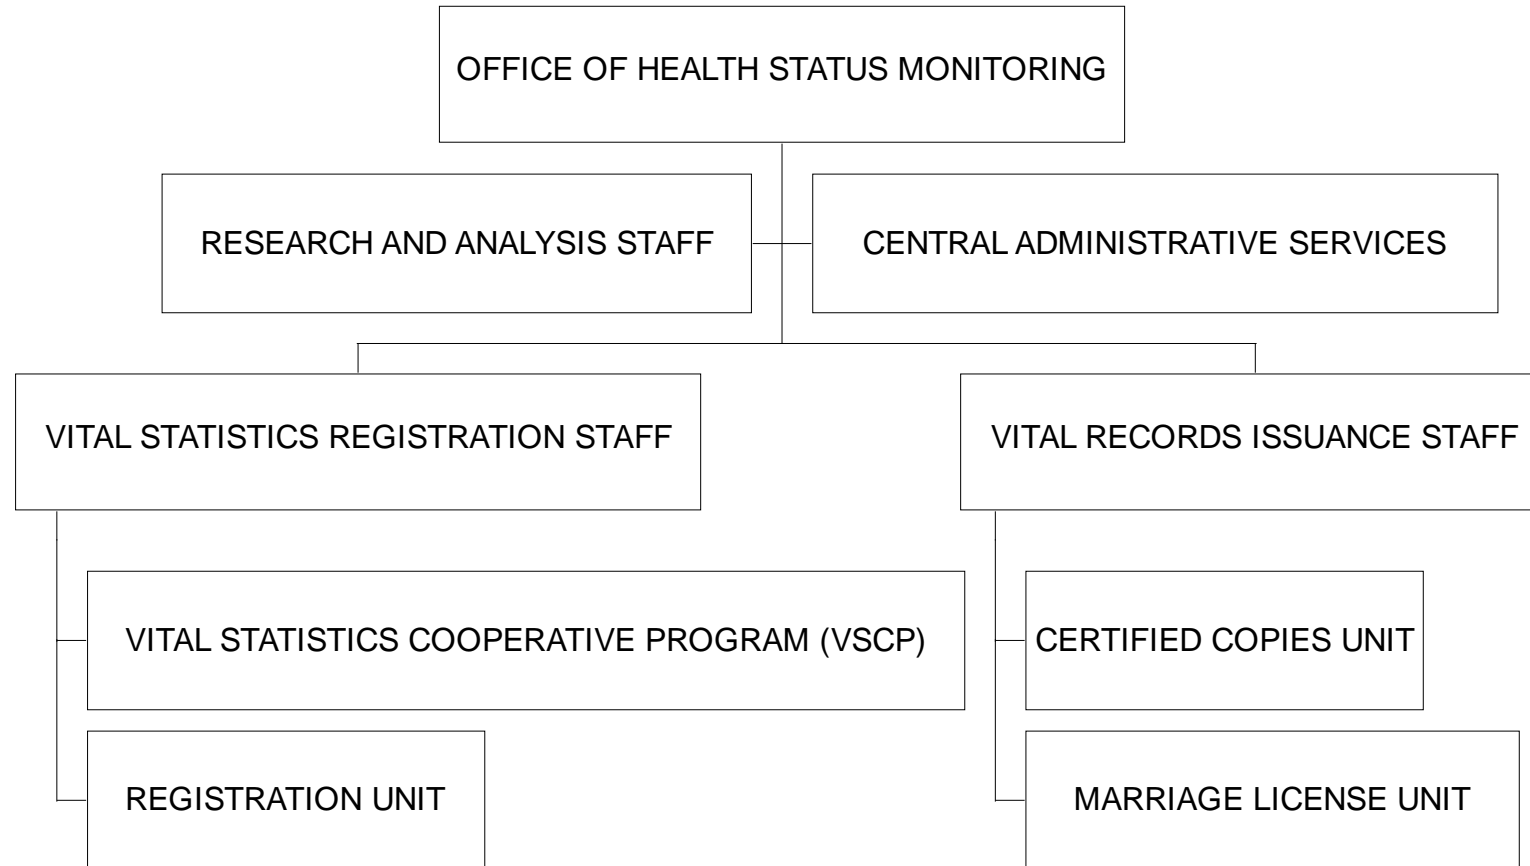 OFFICE OF HEALTH STATUS MONITORING
RESEARCH AND ANALYSIS STAFF
CENTRAL ADMINISTRATIVE SERVICES
VITAL STATISTICS REGISTRATION STAFF
VITAL RECORDS ISSUANCE STAFF
VITAL STATISTICS COOPERATIVE PROGRAM (VSCP)
CERTIFIED COPIES UNIT
REGISTRATION UNIT
MARRIAGE LICENSE UNIT